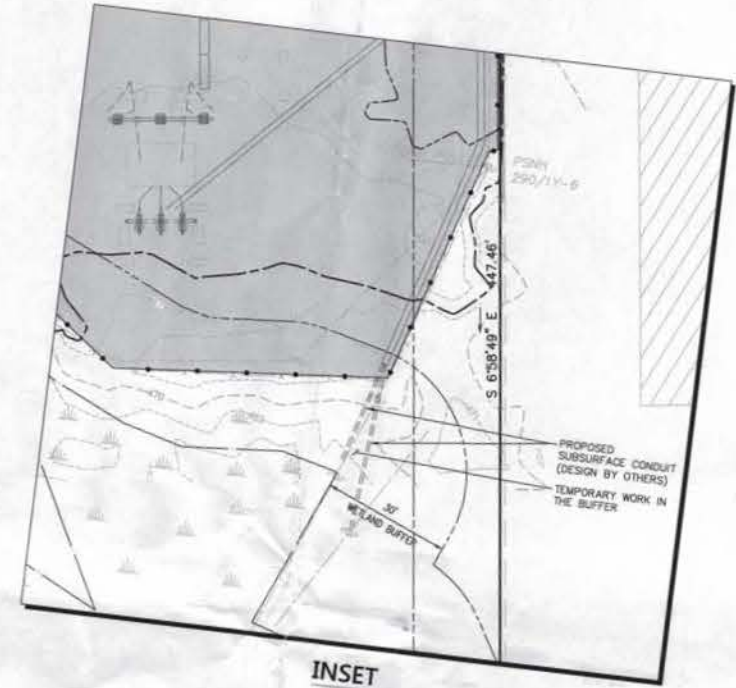 PSNH
290/1Y-6
S 6°58'49" E 447.46'
470
PROPOSED
SUBSURFACE CONDUIT
(DESIGN BY OTHERS)
TEMPORARY WORK IN
THE BUFFER
30'
WETLAND BUFFER
INSET